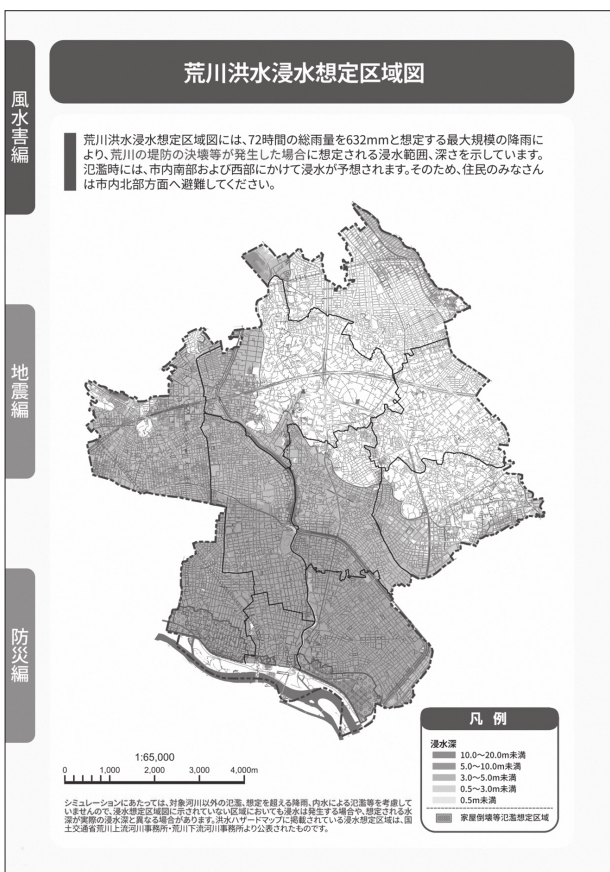 荒川洪水浸水想定区域図
風水害編
地震編
防災編
荒川洪水浸水想定区域図には、72時間の総雨量を632mmと想定する最大規模の降雨に
より、荒川の堤防の決壊等が発生した場合に想定される浸水範囲、深さを示しています。
氾濫時には、市内南部および西部にかけて浸水が予想されます。そのため、住民のみなさん
は市内北部方面へ避難してください。
1:65,000
0 1,000 2,000 3,000 4,000m
凡 例
浸水深
10.0〜20.0m未満
5.0〜10.0m未満
3.0〜5.0m未満
0.5〜3.0m未満
0.5m未満
家屋倒壊等氾濫想定区域
シミュレーションにあたっては、対象河川以外の氾濫、想定を超える降雨、内水による氾濫等を考慮して
いませんので、浸水想定区域図に示されていない区域においても浸水は発生する場合や、想定される水
深が実際の浸水深と異なる場合があります。洪水ハザードマップに掲載されている浸水想定区域は、国
土交通省荒川上流河川事務所・荒川下流河川事務所より公表されたものです。